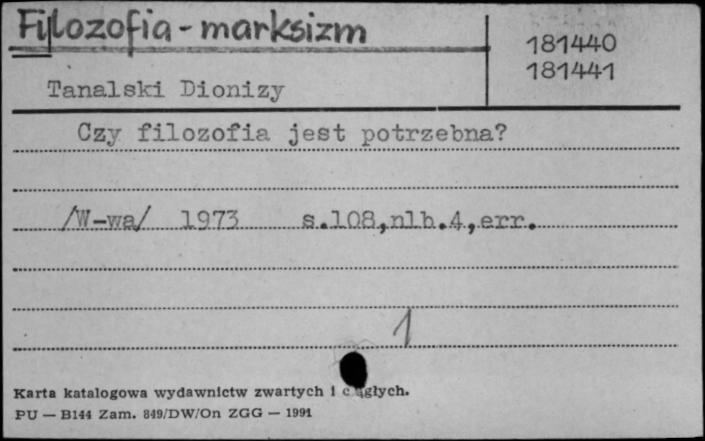 Filozofia - marksizm
181440
181441
Tanalski Dionizy
Czy filozofia jest potrzebna?
/W-wa/ 1973 s.108,nlb.4,err.
1
Karta katalogowa wydawnictw zwartych i ciągłych.
PU — B144 Zam. 849/DW/On ZGG — 1991